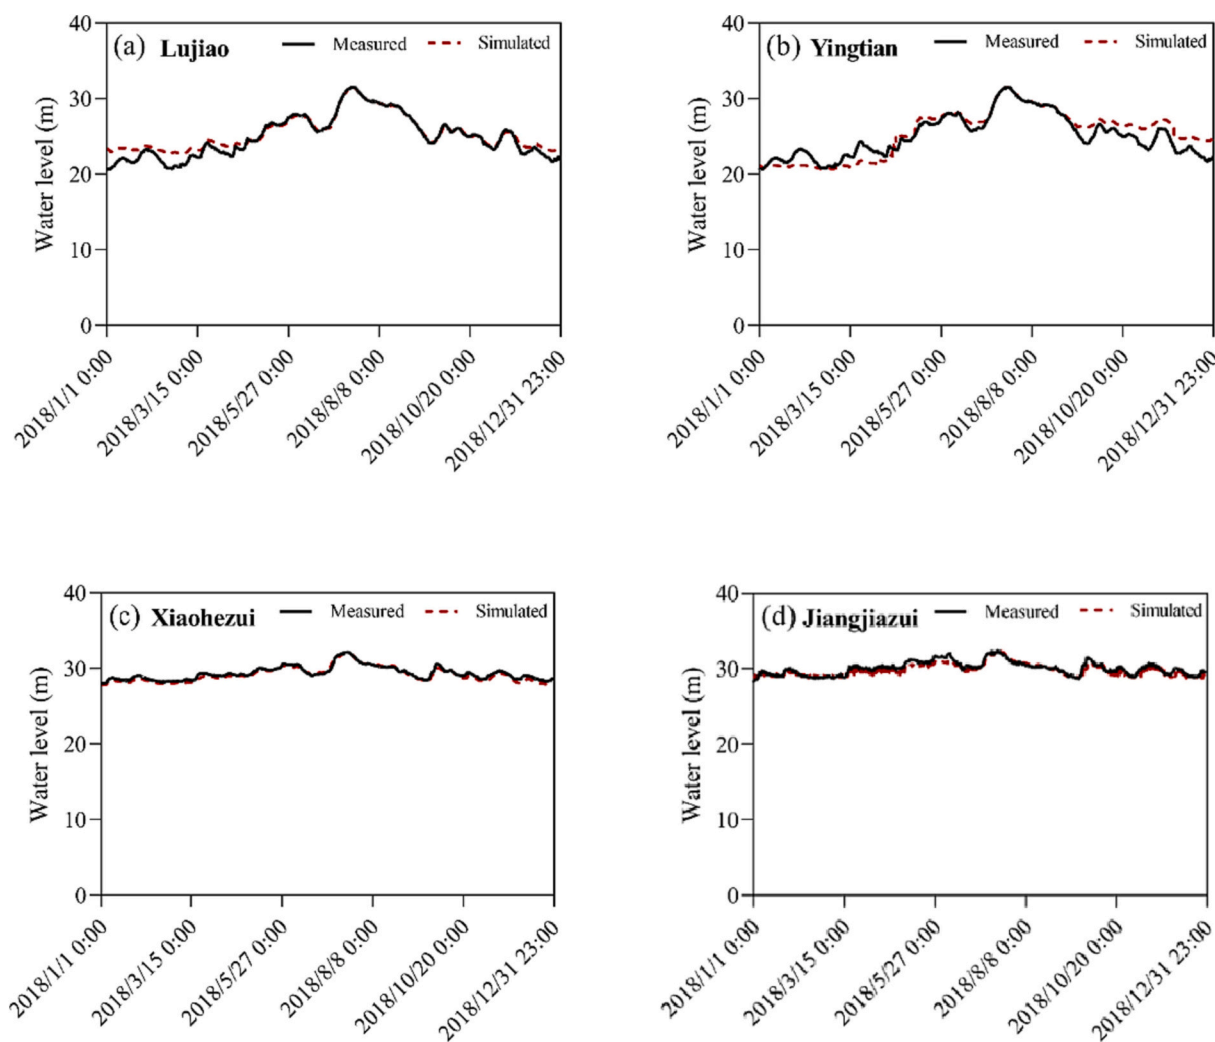 (a) Lujiao
Measured
Simulated
Water level (m)
40
30
20
10
0
2018/1/1 0:00
2018/3/15 0:00
2018/5/27 0:00
2018/8/8 0:00
2018/10/20 0:00
2018/12/31 23:00
(b) Yingtian
Measured
Simulated
Water level (m)
40
30
20
10
0
2018/1/1 0:00
2018/3/15 0:00
2018/5/27 0:00
2018/8/8 0:00
2018/10/20 0:00
2018/12/31 23:00
(c) Xiaohezui
Measured
Simulated
Water level (m)
40
30
20
10
0
2018/1/1 0:00
2018/3/15 0:00
2018/5/27 0:00
2018/8/8 0:00
2018/10/20 0:00
2018/12/31 23:00
(d) Jiangjiazui
Measured
Simulated
Water level (m)
40
30
20
10
0
2018/1/1 0:00
2018/3/15 0:00
2018/5/27 0:00
2018/8/8 0:00
2018/10/20 0:00
2018/12/31 23:00